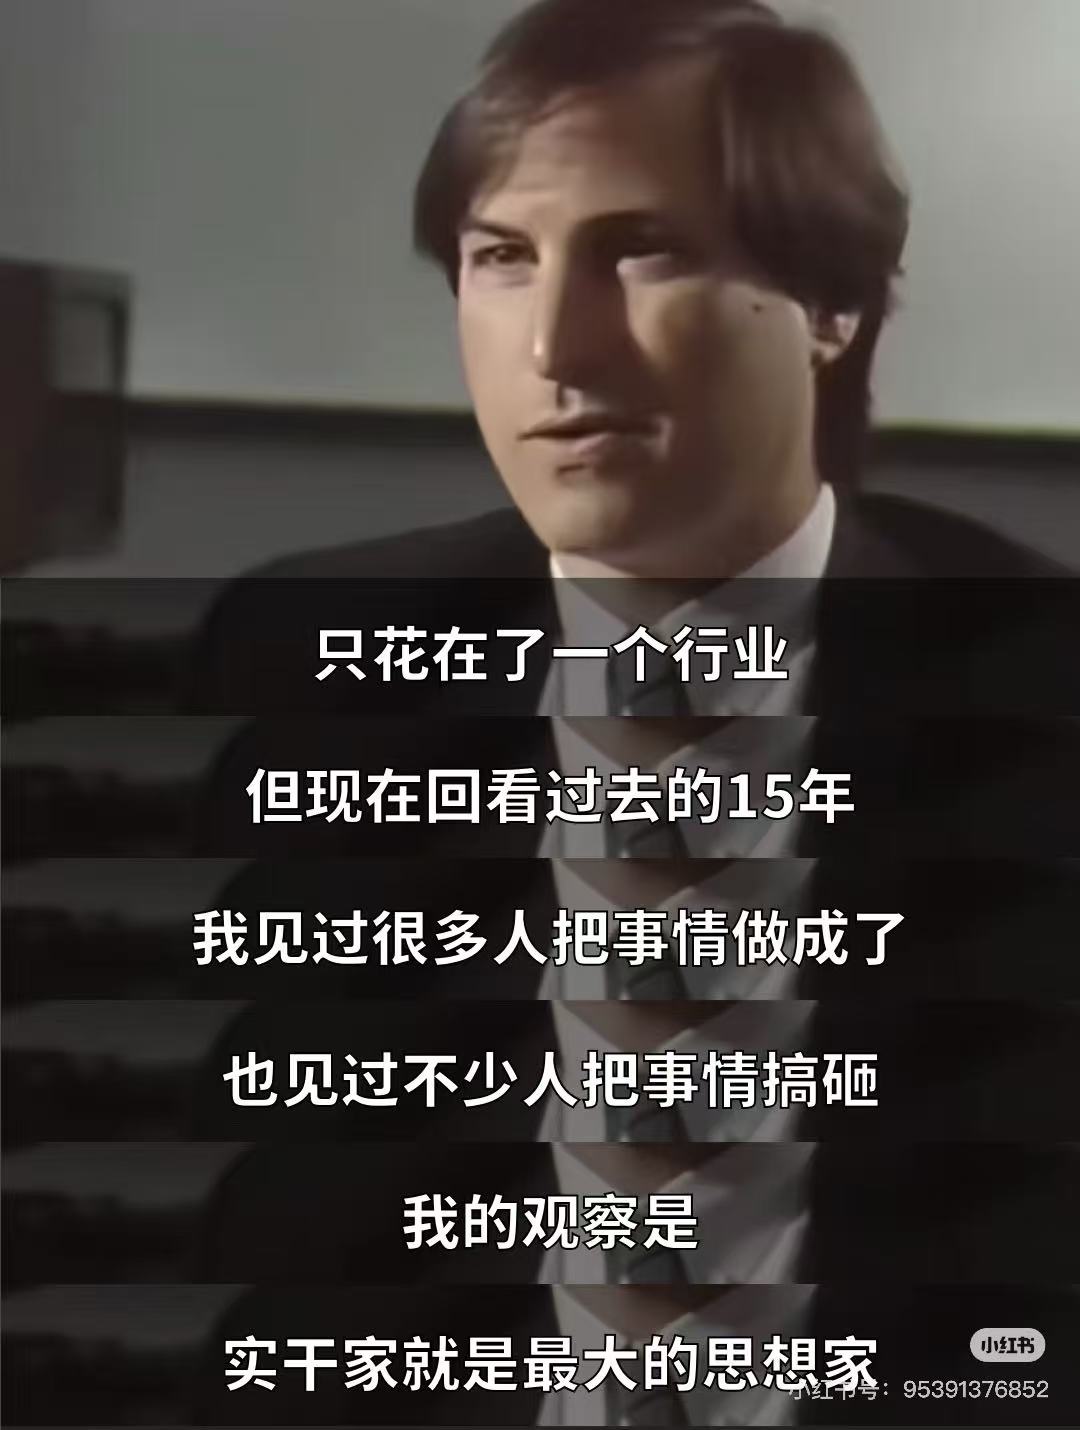 只花在了一个行业
但现在回看过去的15年
我见过很多人把事情做成了
也见过不少人把事情搞砸
我的观察是
实干家就是最大的思想家
小红书
小红书号：95391376852